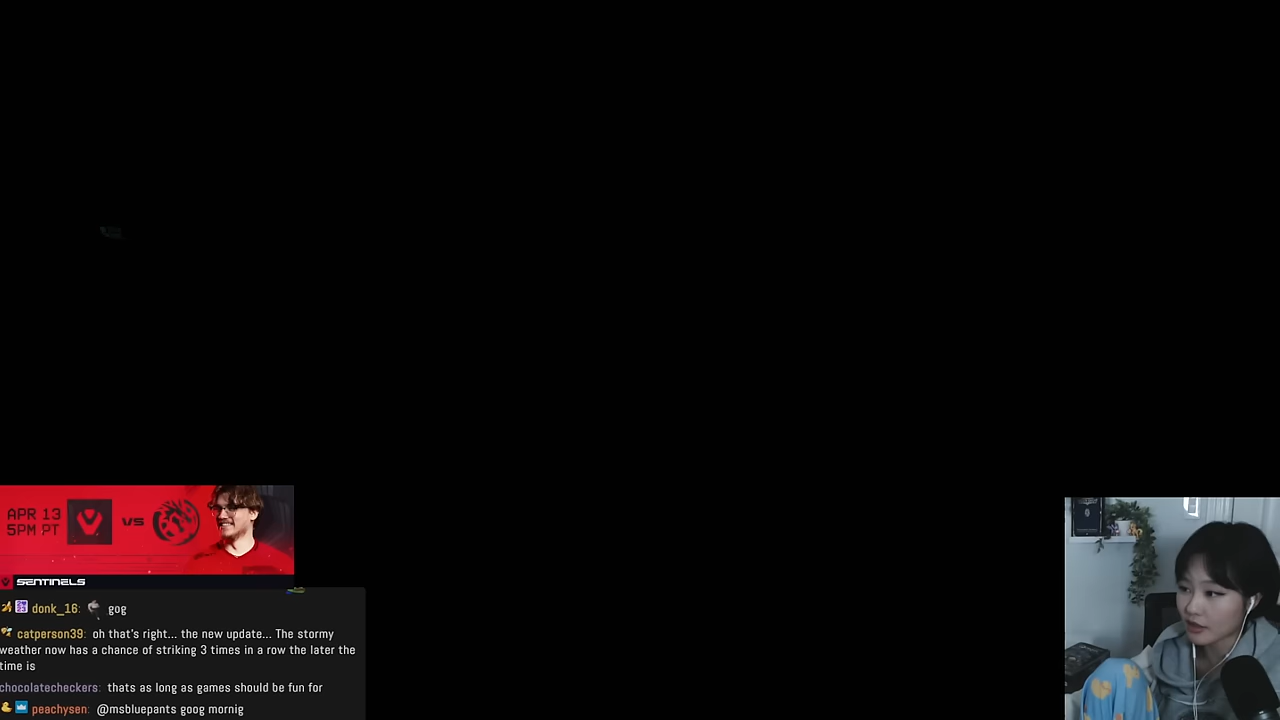 APR 13
5PM PT
VS
SENTINELS
donk_16: gog
catperson39: oh that's right... the new update... The stormy
weather now has a chance of striking 3 times in a row the later the
time is
chocolatecheckers: thats as long as games should be fun for
peachysen: @msbluepants goog mornig